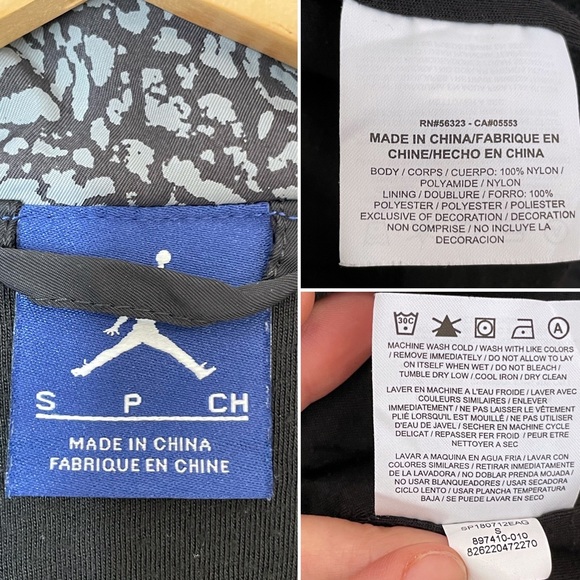 S P CH
MADE IN CHINA
FABRIQUE EN CHINE
RN#56323 - CA#05553
MADE IN CHINA/FABRIQUE EN
CHINE/HECHO EN CHINA
BODY / CORPS / CUERPO: 100% NYLON /
POLYAMIDE / NYLON
LINING / DOUBLURE / FORRO: 100%
POLYESTER / POLYESTER / POLIESTER
EXCLUSIVE OF DECORATION / DECORATION
NON COMPRISE / NO INCLUYE LA
DECORACION
30C A
MACHINE WASH COLD / WASH WITH LIKE COLORS
/ REMOVE IMMEDIATELY / DO NOT ALLOW TO LAY
ON ITSELF WHEN WET / DO NOT BLEACH /
TUMBLE DRY LOW / COOL IRON / DRY CLEAN
LAVER EN MACHINE A L'EAU FROIDE / LAVER AVEC
COULEURS SIMILAIRES / ENLEVER
IMMEDIATEMENT / NE PAS LAISSER LE VÊTEMENT
PLIÉ LORSQU'IL EST MOUILLÉ / NE PAS UTILISER
D'EAU DE JAVEL / SECHER EN MACHINE CYCLE
DELICAT / REPASSER FER FROID / PEUR ETRE
NETTOYER A SEC
LAVAR A MAQUINA EN AGUA FRIA / LAVAR CON
COLORES SIMILARES / RETIRAR INMEDIATAMENTE
DE LA LAVADORA / NO DOBLAR PRENDA MOJADA /
NO USAR BLANQUEADORES / USAR SECADORA
CICLO LENTO / USAR PLANCHA TEMPERATURA
BAJA / SE PUEDE LAVAR EN SECO
SP180712EAG
S
897410-010
826220472270